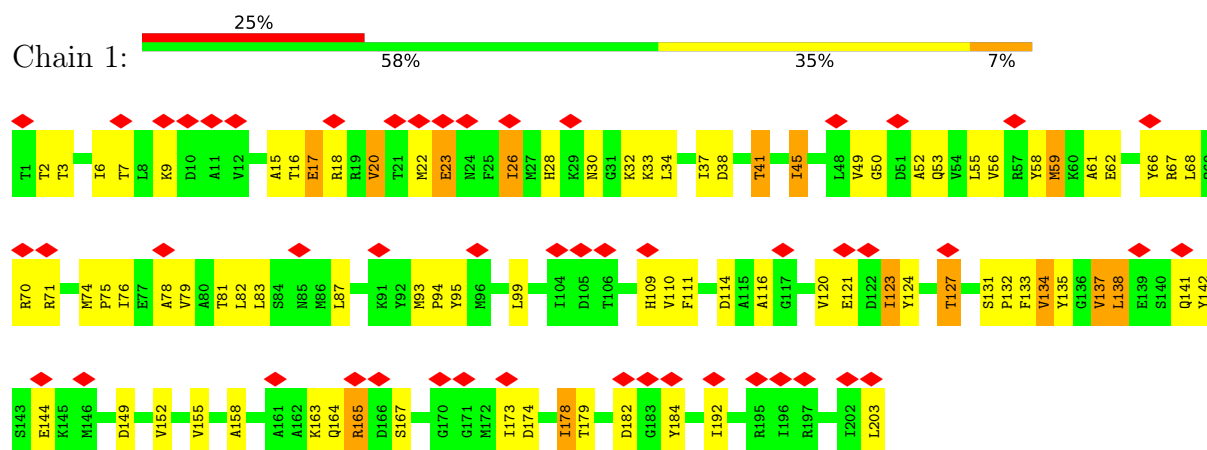 25%
Chain 1:
58% 35% 7%
T1 T2 T3 I6 T7 L8 K9 D10 A11 V12 A15 T16 E17 R18 R19 V20 T21 M22 E23 N24 F25 I26 M27 H28 K29 N30 G31 K32 K33 L34 I37 D38 T41 I45 L48 V49 G50 D51 A52 Q53 V54 L55 V56 R57 Y58 M59 K60 A61 E62 Y66 R67 L68
R70 R71 M74 P75 I76 E77 A78 V79 A80 T81 L82 L83 S84 N85 M86 L87 K91 Y92 M93 P94 Y95 M96 L99 I104 D105 T106 H109 V110 F111 D114 A115 A116 G117 V120 E121 D122 I123 Y124 T127 S131 P132 F133 V134 Y135 G136 V137 L138 E139 S140 Q141 Y142
S143 E144 K145 M146 D149 V152 V155 A158 A161 A162 K163 Q164 R165 D166 S167 G170 G171 M172 I173 D174 I178 T179 D182 G183 Y184 I192 R195 I196 R197 I202 L203